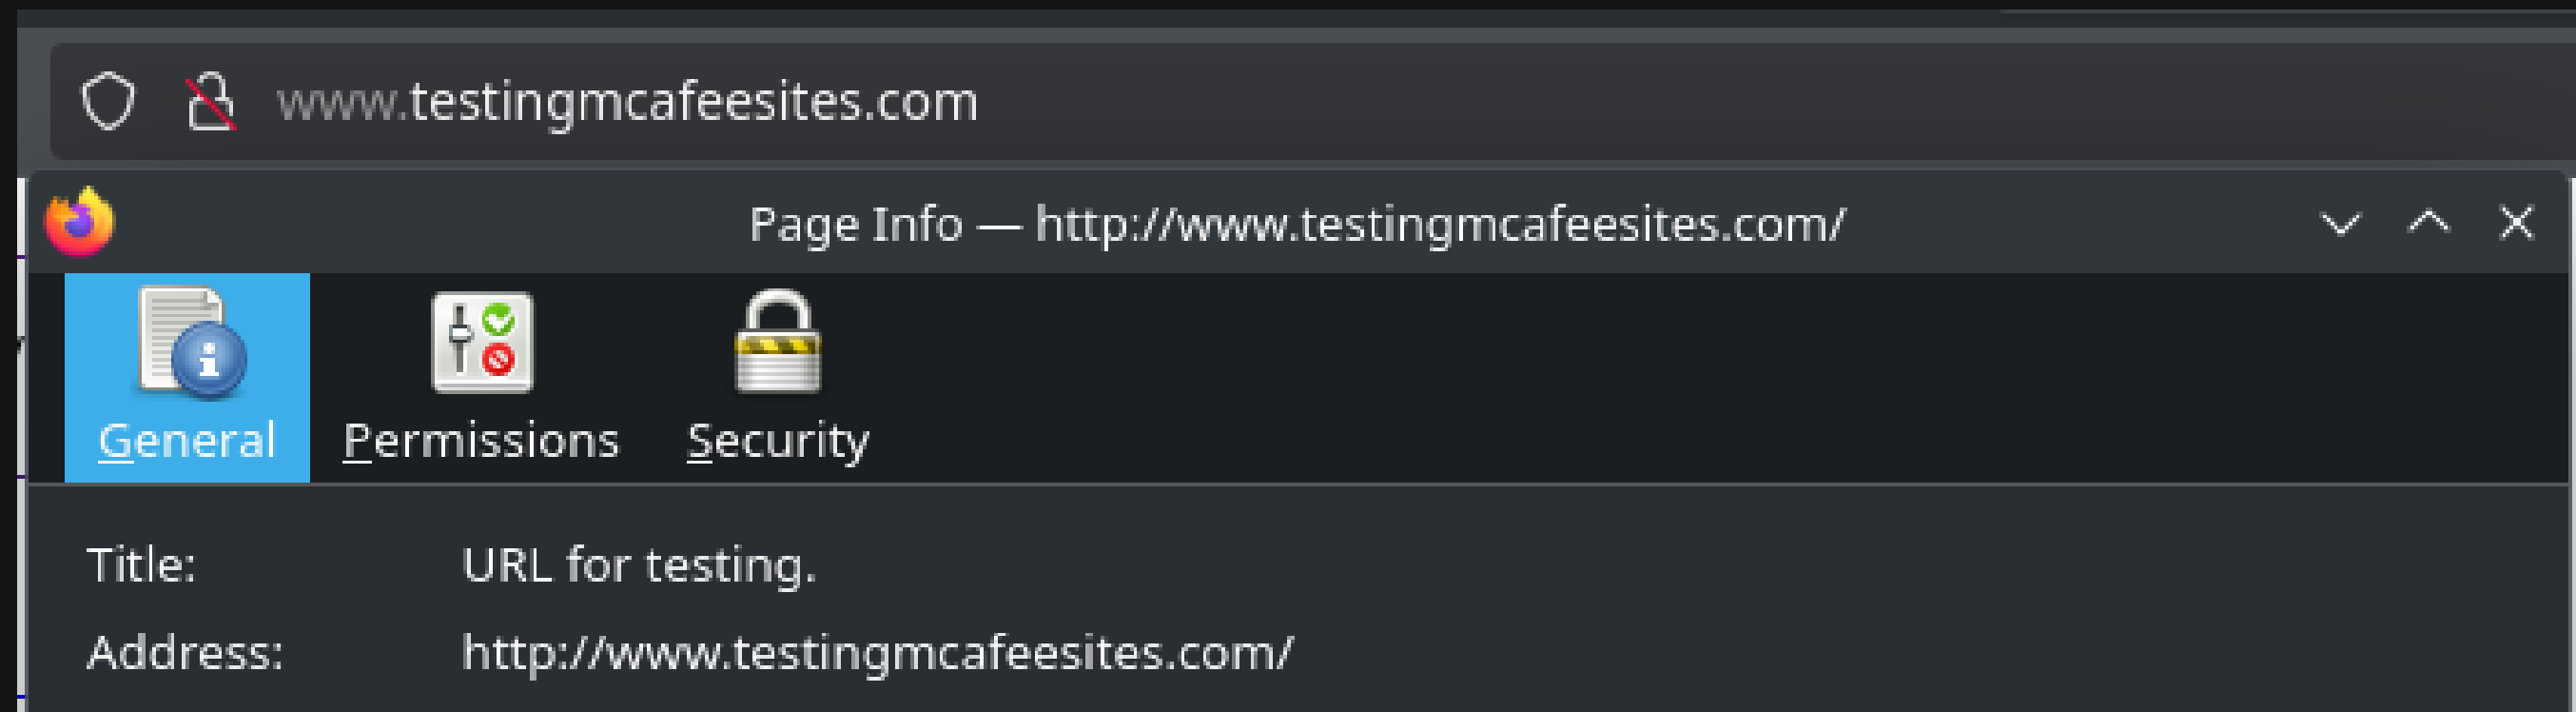 www.testingmcafeesites.com
Page Info — http://www.testingmcafeesites.com/
General Permissions Security
Title: URL for testing.
Address: http://www.testingmcafeesites.com/